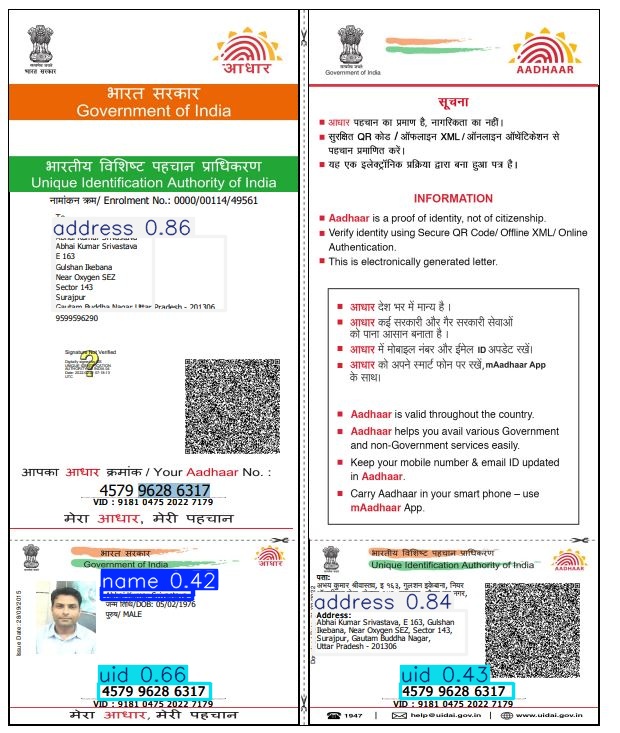 भारत सरकार
आधार
भारत सरकार
Government of India
भारतीय विशिष्ट पहचान प्राधिकरण
Unique Identification Authority of India
नामांकन क्रम/ Enrolment No.: 0000/00114/49561
address 0.86
Abhai Kumar Srivastava
E 163
Gulshan Ikebana
Near Oxygen SEZ
Sector 143
Surajpur
Gautam Buddha Nagar Uttar Pradesh - 201306
9599596290
Signature Not Verified
?
आपका आधार क्रमांक / Your Aadhaar No. :
4579 9628 6317
VID : 9181 0475 2022 7179
मेरा आधार, मेरी पहचान
Government of India
AADHAAR
सूचना
आधार पहचान का प्रमाण है, नागरिकता का नहीं।
सुरक्षित QR कोड / ऑफलाइन XML / ऑनलाइन ऑथेंटिकेशन से
पहचान प्रमाणित करें।
यह एक इलेक्ट्रॉनिक प्रक्रिया द्वारा बना हुआ पत्र है।
INFORMATION
Aadhaar is a proof of identity, not of citizenship.
Verify identity using Secure QR Code/ Offline XML/ Online
Authentication.
This is electronically generated letter.
आधार देश भर में मान्य है ।
आधार कई सरकारी और गैर सरकारी सेवाओं
को पाना आसान बनाता है ।
आधार में मोबाइल नंबर और ईमेल ID अपडेट रखें।
आधार को अपने स्मार्ट फोन पर रखें, mAadhaar App
के साथ।
Aadhaar is valid throughout the country.
Aadhaar helps you avail various Government
and non-Government services easily.
Keep your mobile number & email ID updated
in Aadhaar.
Carry Aadhaar in your smart phone – use
mAadhaar App.
भारत सरकार
Government of India
आधार
Issue Date: 28/09/2015
name 0.42
जन्म तिथि/DOB: 05/02/1976
पुरुष/ MALE
uid 0.66
4579 9628 6317
VID : 9181 0475 2022 7179
मेरा आधार, मेरी पहचान
भारतीय विशिष्ट पहचान प्राधिकरण
Unique Identification Authority of India
AADHAAR
पता:
अभय कुमार श्रीवास्तव, इ १६३, गुलशन इकेबाना, नियर
address 0.84
Address:
Abhai Kumar Srivastava, E 163, Gulshan
Ikebana, Near Oxygen SEZ, Sector 143,
Surajpur, Gautam Buddha Nagar,
Uttar Pradesh - 201306
uid 0.43
4579 9628 6317
VID : 9181 0475 2022 7179
1947 | help@uidai.gov.in | www.uidai.gov.in